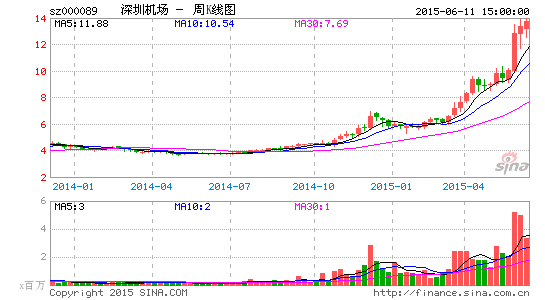 sz000089 深圳机场 - 周K线图 2015-06-11 15:00:00
MA5:11.88 MA10:10.54 MA30:7.69
14
12
10
8
6
4
2
sina
2014-01 2014-04 2014-07 2014-10 2015-01 2015-04
MA5:3 MA10:2 MA30:1
6
4
2
x百万
Copyright 2015 SINA.COM http://finance.sina.com.cn